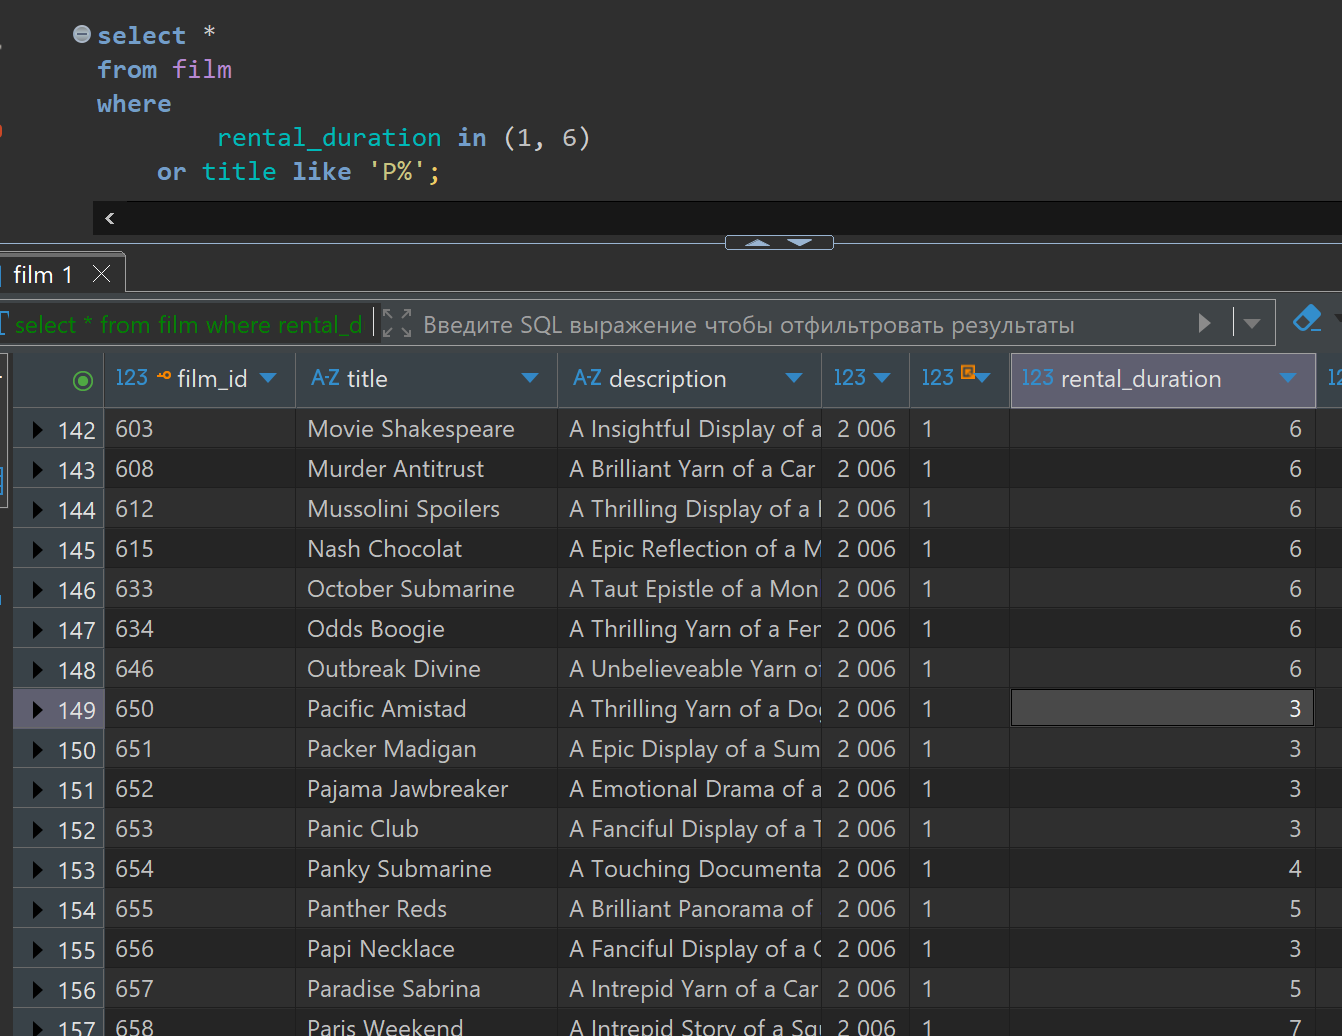 select *
from film
where
rental_duration in (1, 6)
or title like 'P%';
film 1
select * from film where rental_d Введите SQL выражение чтобы отфильтровать результаты
123 film_id A-Z title A-Z description 123 123 123 rental_duration
142 603 Movie Shakespeare A Insightful Display of a 2 006 1 6
143 608 Murder Antitrust A Brilliant Yarn of a Car 2 006 1 6
144 612 Mussolini Spoilers A Thrilling Display of a 2 006 1 6
145 615 Nash Chocolat A Epic Reflection of a M 2 006 1 6
146 633 October Submarine A Taut Epistle of a Mon 2 006 1 6
147 634 Odds Boogie A Thrilling Yarn of a Fer 2 006 1 6
148 646 Outbreak Divine A Unbelieveable Yarn of 2 006 1 6
149 650 Pacific Amistad A Thrilling Yarn of a Dog 2 006 1 3
150 651 Packer Madigan A Epic Display of a Sum 2 006 1 3
151 652 Pajama Jawbreaker A Emotional Drama of a 2 006 1 3
152 653 Panic Club A Fanciful Display of a T 2 006 1 3
153 654 Panky Submarine A Touching Documenta 2 006 1 4
154 655 Panther Reds A Brilliant Panorama of 2 006 1 5
155 656 Papi Necklace A Fanciful Display of a 2 006 1 3
156 657 Paradise Sabrina A Intrepid Yarn of a Car 2 006 1 5
157 658 Paris Weekend A Intrepid Story of a Squ 2 006 1 7